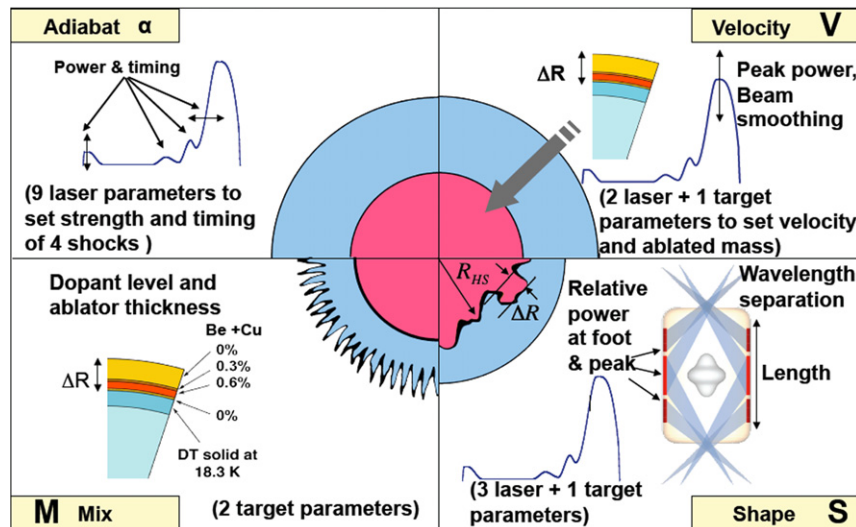 Adiabat α
Power & timing
(9 laser parameters to
set strength and timing
of 4 shocks )
Velocity V
ΔR
Peak power,
Beam
smoothing
(2 laser + 1 target
parameters to set velocity
and ablated mass)
Dopant level and
ablator thickness
Be +Cu
0%
0.3%
0.6%
0%
ΔR
DT solid at
18.3 K
M Mix
(2 target parameters)
R_HS
ΔR
Relative
power
at foot
& peak
Wavelength
separation
Length
(3 laser + 1 target
parameters)
Shape S